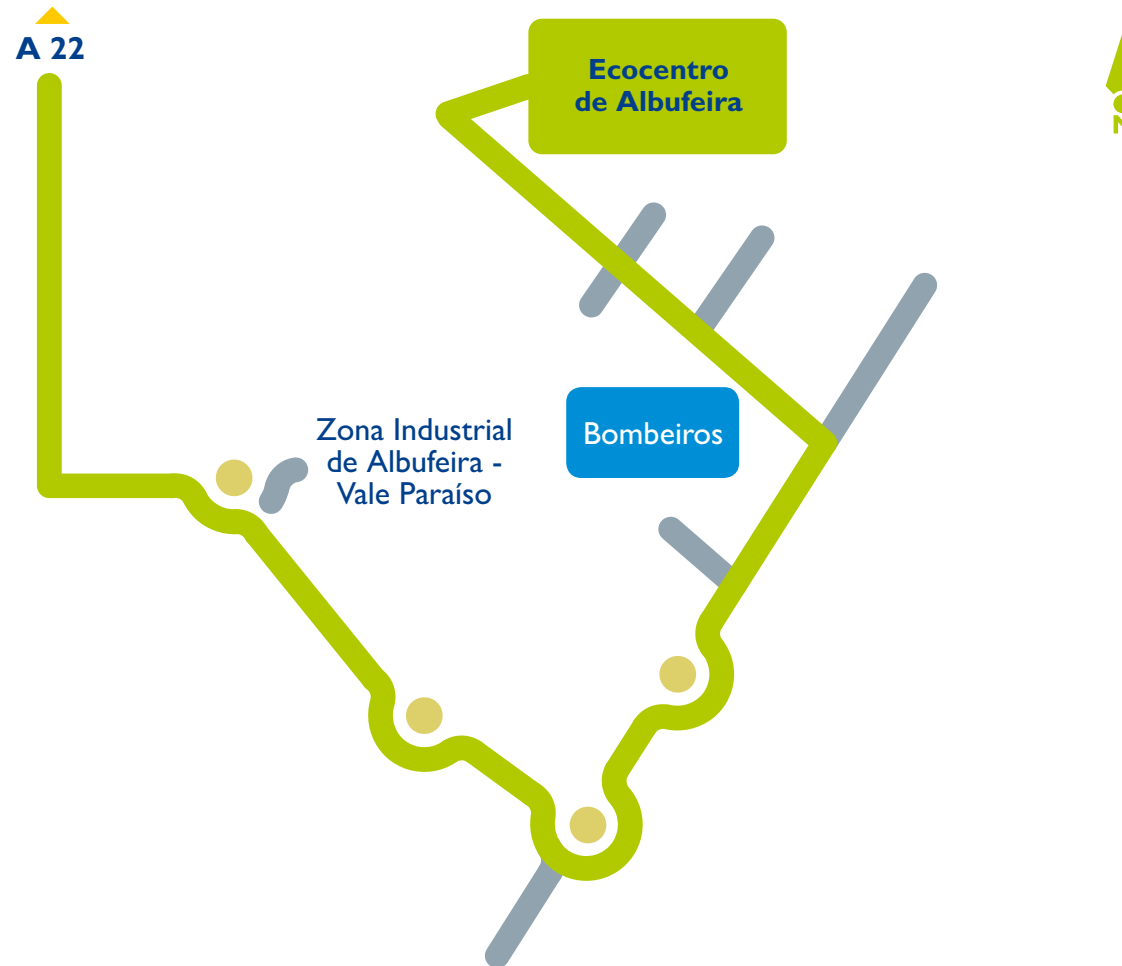 A 22
Ecocentro
de Albufeira
Zona Industrial
de Albufeira -
Vale Paraíso
Bombeiros